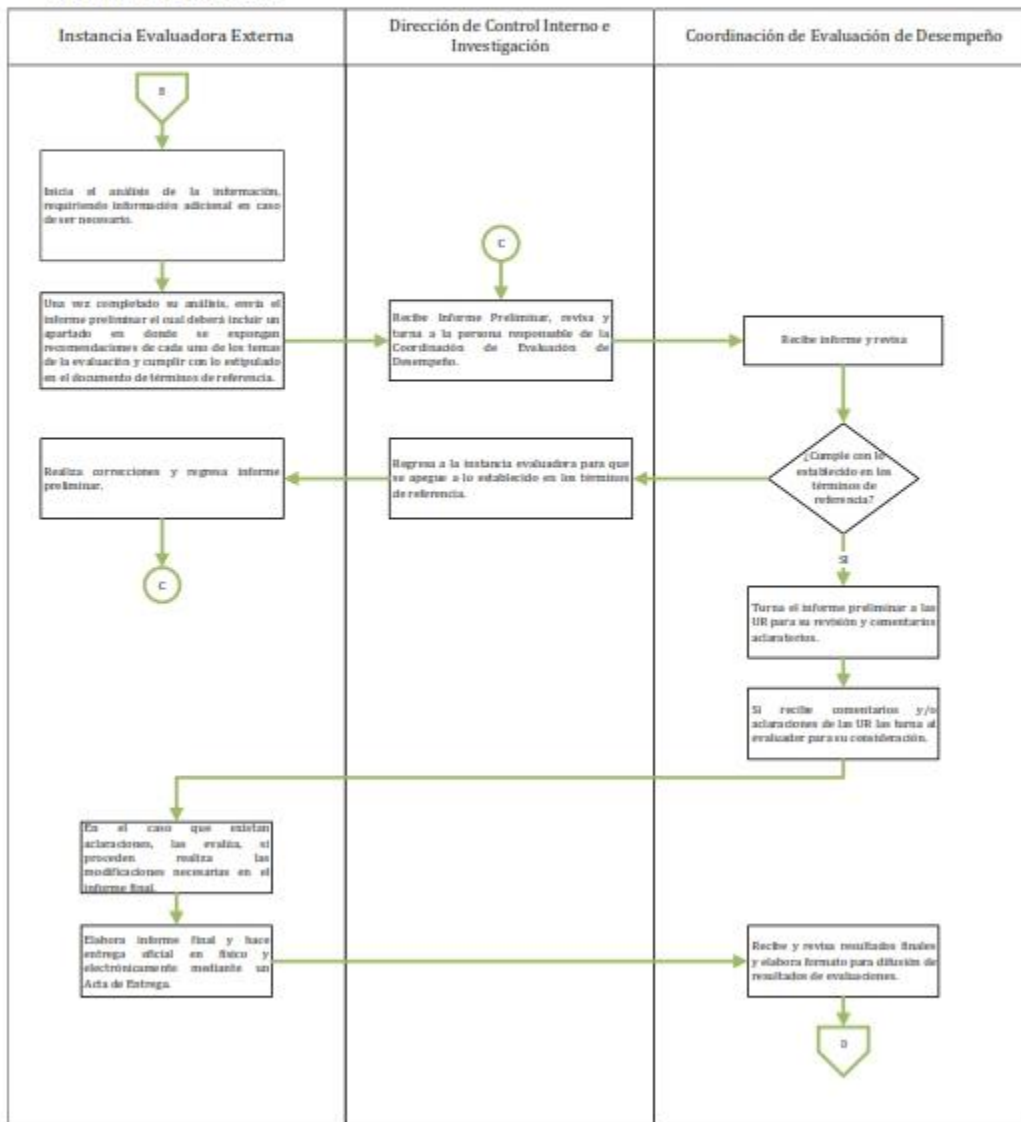 Instancia Evaluadora Externa
Dirección de Control Interno e
Investigación
Coordinación de Evaluación de Desempeño
B
Inicia el análisis de la información,
requiriendo información adicional en caso
de ser necesario.
C
Una vez completado su análisis, envía el
informe preliminar el cual deberá incluir un
apartado en donde se expongan
recomendaciones de cada uno de los temas
de la evaluación y cumplir con lo estipulado
en el documento de términos de referencia.
Recibe Informe Preliminar, revisa y
turna a la persona responsable de la
Coordinación de Evaluación de
Desempeño.
Recibe informe y revisa
¿Cumple con lo
establecido en los
términos de
referencia?
Regresa a la instancia evaluadora para que
se apegue a lo establecido en los términos
de referencia.
Realiza correcciones y regresa informe
preliminar.
C
SI
Turna el informe preliminar a las
UR para su revisión y comentarios
aclaratorios.
Si recibe comentarios y/o
aclaraciones de las UR las turna al
evaluador para su consideración.
En el caso que existan
aclaraciones, las evalúa, si
proceden realiza las
modificaciones necesarias en el
informe final.
Elabora informe final y hace
entrega oficial en físico y
electrónicamente mediante un
Acta de Entrega.
Recibe y revisa resultados finales
y elabora formato para difusión de
resultados de evaluaciones.
D